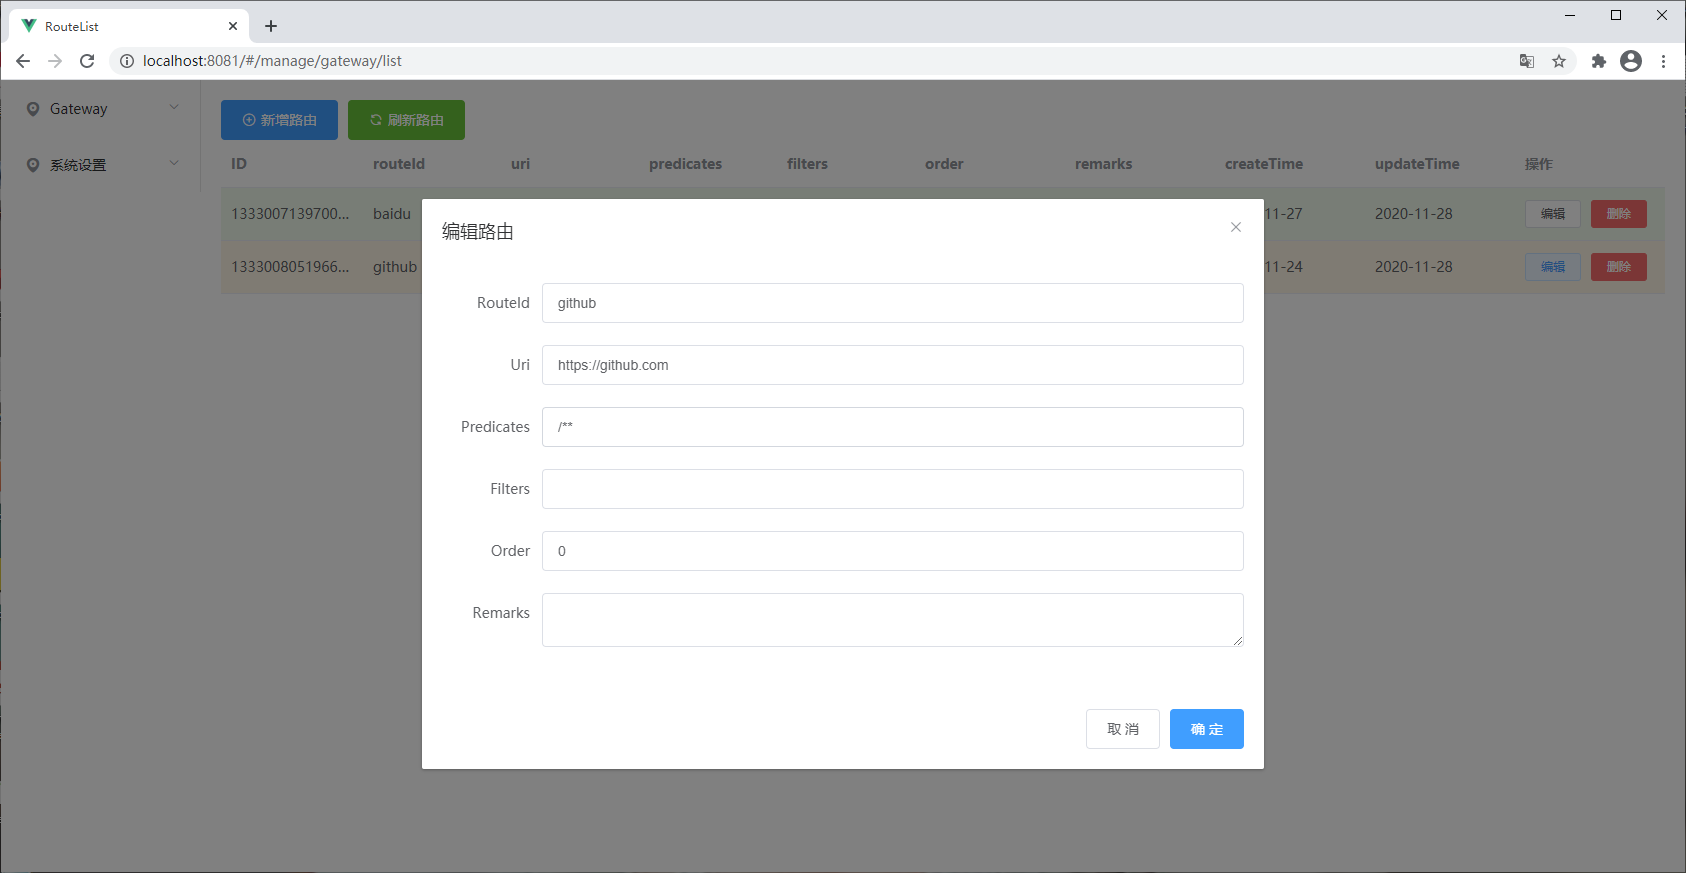 RouteList
localhost:8081/#/manage/gateway/list
Gateway
系统设置
新增路由 刷新路由
ID routeId uri predicates filters order remarks createTime updateTime 操作
1333007139700... baidu 11-27 2020-11-28 编辑 删除
1333008051966... github 11-24 2020-11-28 编辑 删除
编辑路由
RouteId github
Uri https://github.com
Predicates /**
Filters
Order 0
Remarks
取 消 确 定